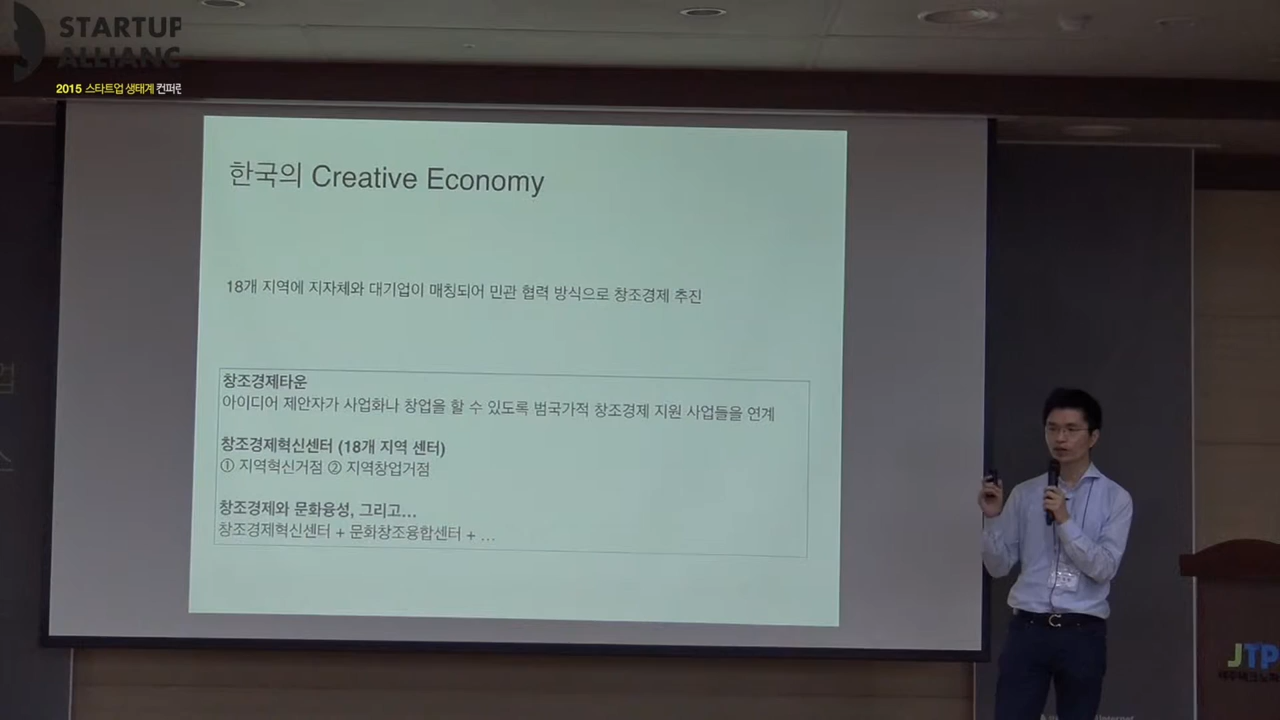 STARTUP
ALLIANC
2015 스타트업 생태계 컨퍼런
한국의 Creative Economy
18개 지역에 지자체와 대기업이 매칭되어 민관 협력 방식으로 창조경제 추진
창조경제타운
아이디어 제안자가 사업화나 창업을 할 수 있도록 범국가적 창조경제 지원 사업들을 연계
창조경제혁신센터 (18개 지역 센터)
① 지역혁신거점 ② 지역창업거점
창조경제와 문화융성, 그리고...
창조경제혁신센터 + 문화창조융합센터 + ...
JTP